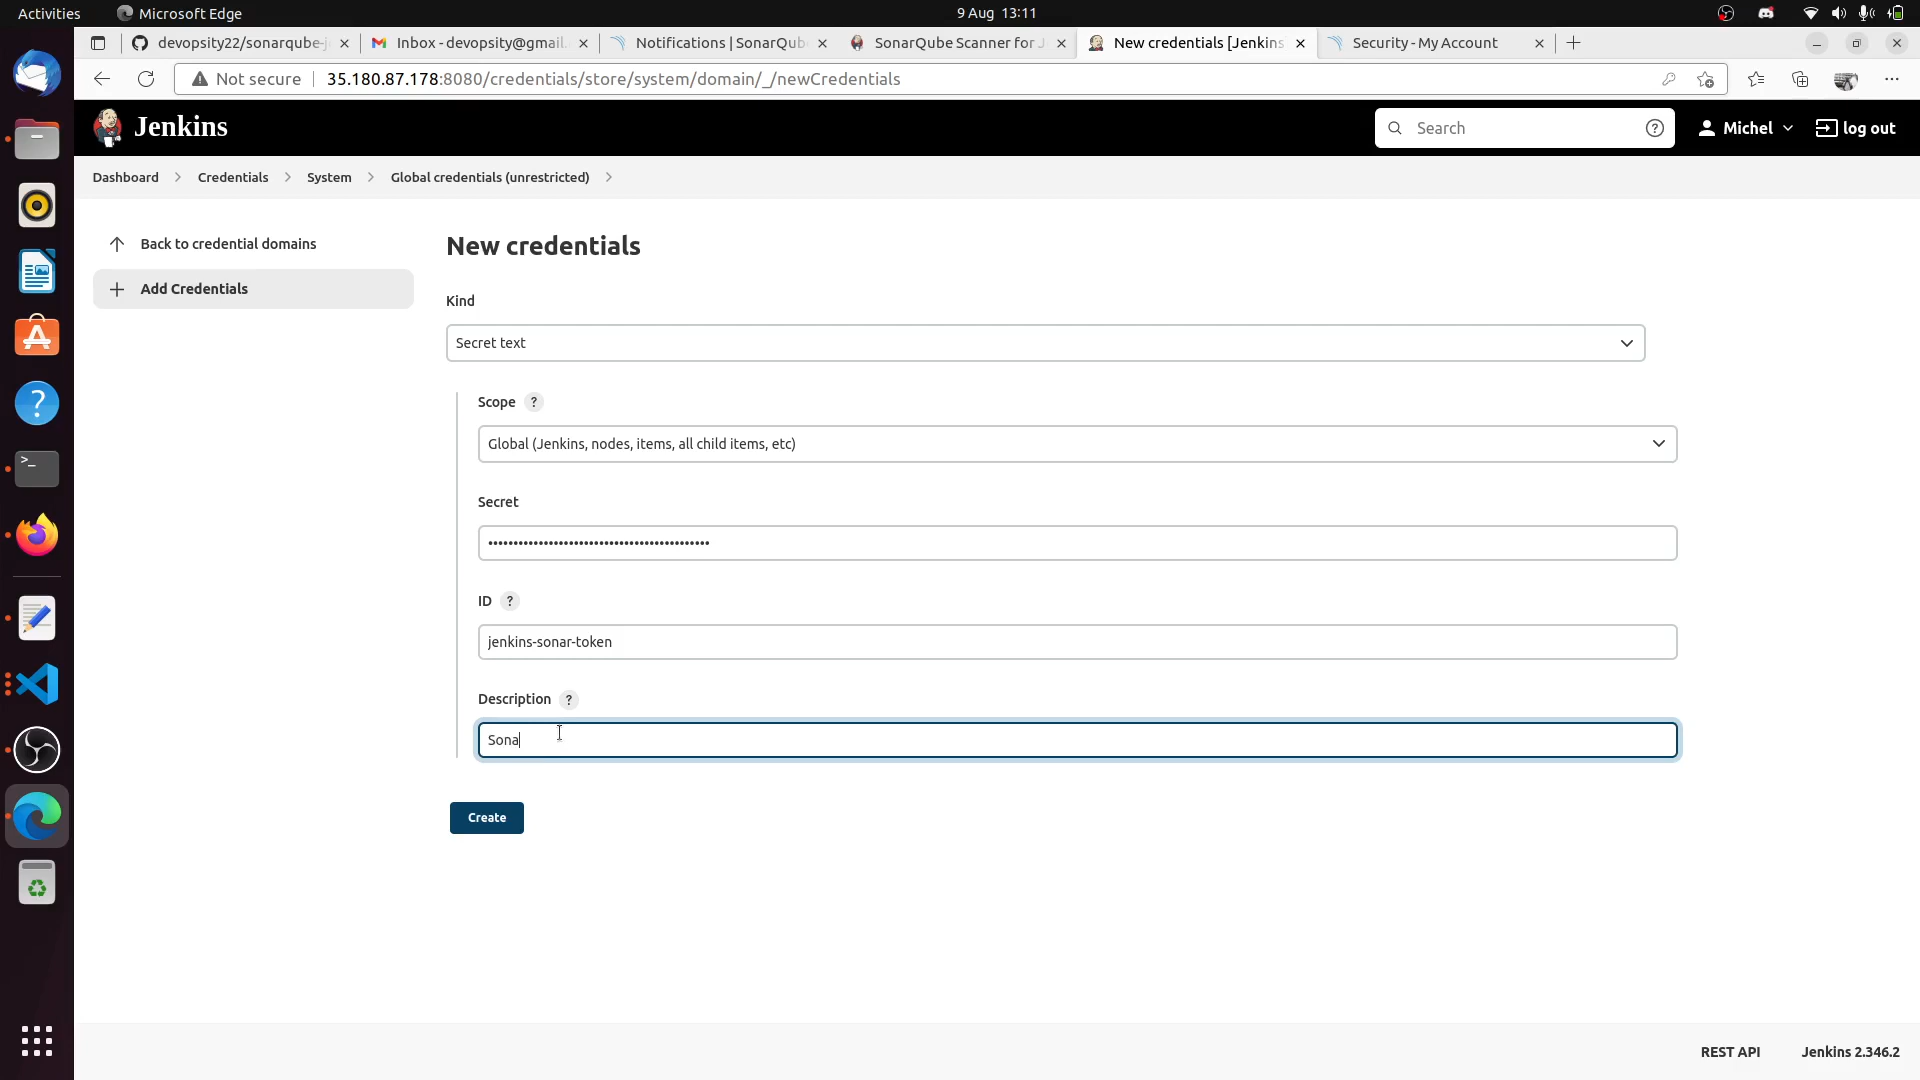 Activities
Microsoft Edge
9 Aug 13:11
devopsity22/sonarqube-j
Inbox - devopsity@gmail.
Notifications | SonarQub
SonarQube Scanner for J
New credentials [Jenkins
Security - My Account
Not secure
35.180.87.178:8080/credentials/store/system/domain/_/newCredentials
Jenkins
Search
?
Michel
log out
Dashboard
Credentials
System
Global credentials (unrestricted)
Back to credential domains
Add Credentials
New credentials
Kind
Secret text
Scope ?
Global (Jenkins, nodes, items, all child items, etc)
Secret
••••••••••••••••••••••••••••••••••••••••••••
ID ?
jenkins-sonar-token
Description ?
Sona
Create
REST API
Jenkins 2.346.2